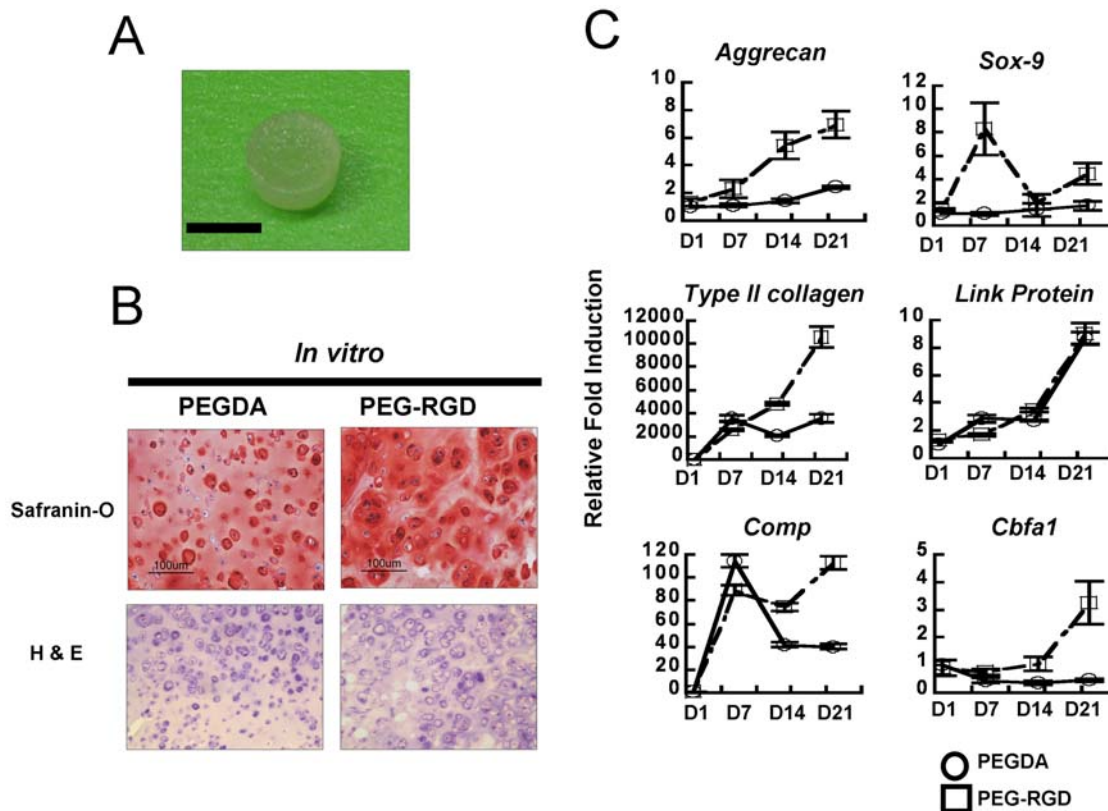 A
B
In vitro
PEGDA
PEG-RGD
Safranin-O
100um
100um
H & E
C
Relative Fold Induction
Aggrecan
10
8
6
4
2
0
D1 D7 D14 D21
Sox-9
12
10
8
6
4
2
0
D1 D7 D14 D21
Type II collagen
12000
10000
8000
6000
4000
2000
0
D1 D7 D14 D21
Link Protein
10
8
6
4
2
0
D1 D7 D14 D21
Comp
120
100
80
60
40
20
0
D1 D7 D14 D21
Cbfa1
5
4
3
2
1
0
D1 D7 D14 D21
PEGDA
PEG-RGD